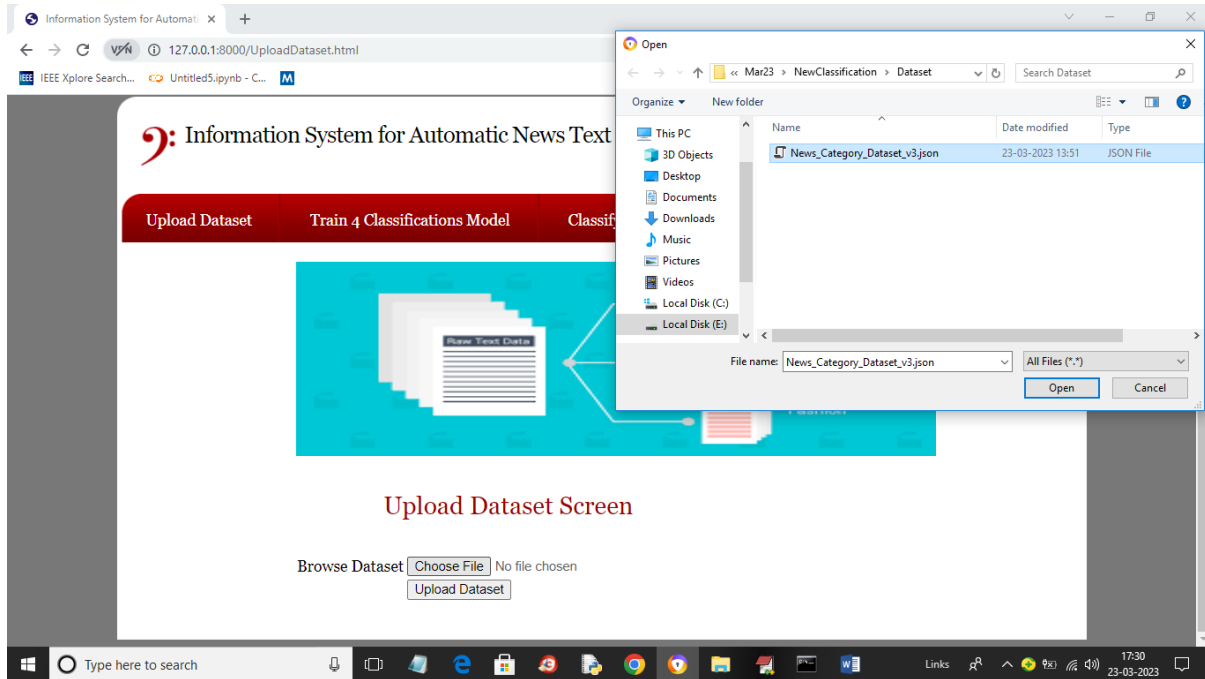 Information System for Automati
VPN
127.0.0.1:8000/UploadDataset.html
IEEE IEEE Xplore Search...
CO Untitled5.ipynb - C...
M
Information System for Automatic News Text
Upload Dataset
Train 4 Classifications Model
Classify
Raw Text Data
Upload Dataset Screen
Browse Dataset Choose File No file chosen
Upload Dataset
Open
« Mar23 › NewClassification › Dataset
Search Dataset
Organize
New folder
This PC
3D Objects
Desktop
Documents
Downloads
Music
Pictures
Videos
Local Disk (C:)
Local Disk (E:)
Name
Date modified
Type
News_Category_Dataset_v3.json
23-03-2023 13:51
JSON File
File name: News_Category_Dataset_v3.json
All Files (*.*)
Open
Cancel
Type here to search
Links
17:30
23-03-2023